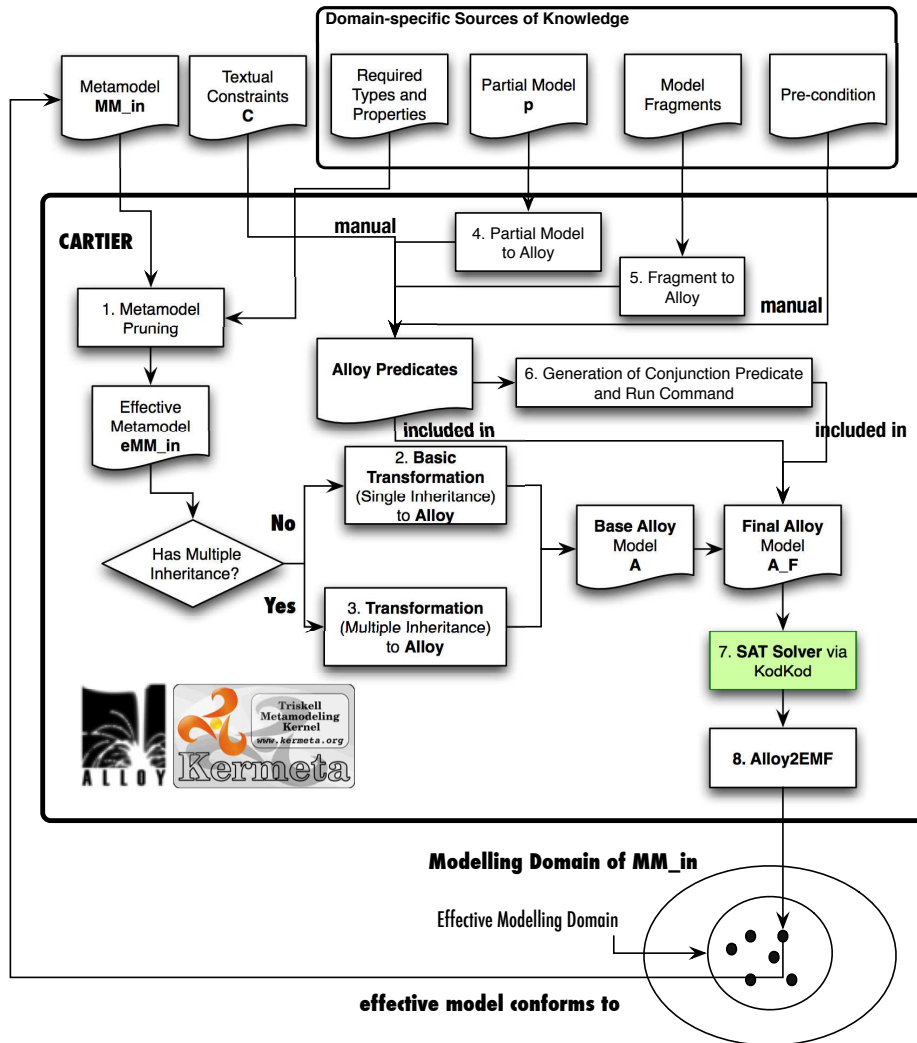 Domain-specific Sources of Knowledge
Metamodel
MM_in
Textual
Constraints
C
Required
Types and
Properties
Partial Model
p
Model
Fragments
Pre-condition
manual
4. Partial Model
to Alloy
CARTIER
5. Fragment to
Alloy
manual
1. Metamodel
Pruning
Alloy Predicates
6. Generation of Conjunction Predicate
and Run Command
Effective
Metamodel
eMM_in
included in
included in
2. Basic
Transformation
(Single Inheritance)
to Alloy
No
Has Multiple
Inheritance?
Base Alloy
Model
A
Final Alloy
Model
A_F
Yes
3. Transformation
(Multiple Inheritance)
to Alloy
7. SAT Solver via
KodKod
ALLOY
Triskell
Metamodeling
Kernel
www.kermeta.org
Kermeta
8. Alloy2EMF
Modelling Domain of MM_in
Effective Modelling Domain
effective model conforms to